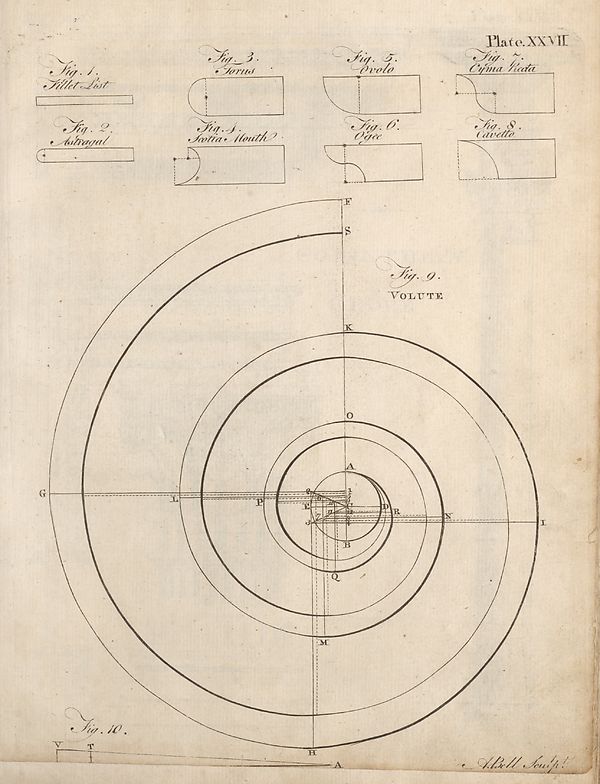 Plate. XXVII
Fig. 1.
Fillet List
Fig. 3.
Torus
Fig. 5.
Ovolo
Fig. 7.
Cyma Recta
Fig. 2.
Astragal
Fig. 4.
Scotia Mouth
Fig. 6.
Ogee
Fig. 8.
Cavetto
F
S
Fig. 9.
VOLUTE
K
O
A
G
L
P
E
D
R
N
I
B
Q
M
H
Fig. 10.
V
T
A
A. Bell Sculp.t